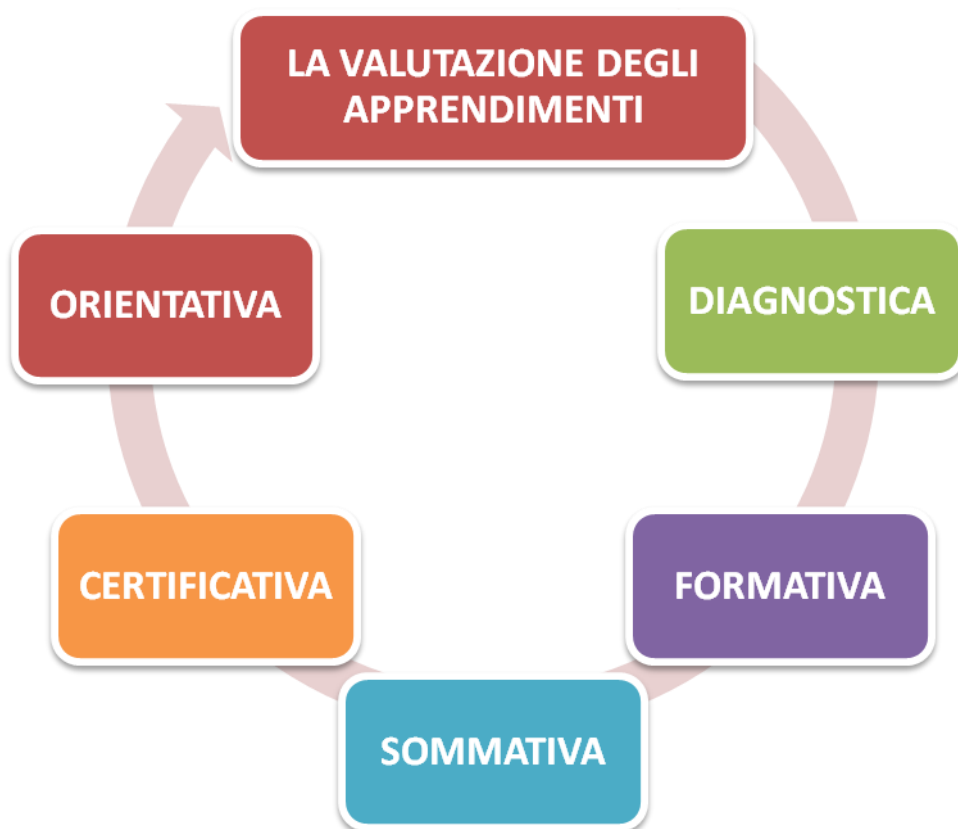 LA VALUTAZIONE DEGLI
APPRENDIMENTI
DIAGNOSTICA
FORMATIVA
SOMMATIVA
CERTIFICATIVA
ORIENTATIVA